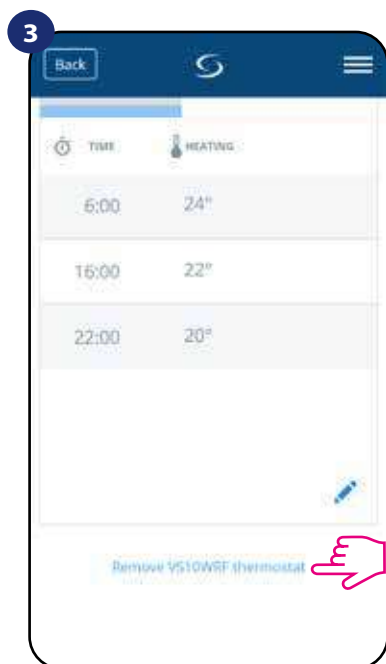 3
Back
TIME HEATING
6:00 24°
16:00 22°
22:00 20°
Remove VS10WRF thermostat